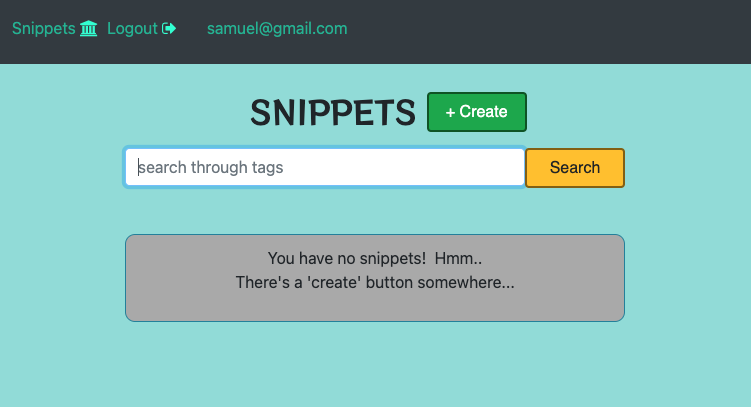 Snippets Logout samuel@gmail.com
SNIPPETS + Create
search through tags Search
You have no snippets!  Hmm..
There's a 'create' button somewhere...